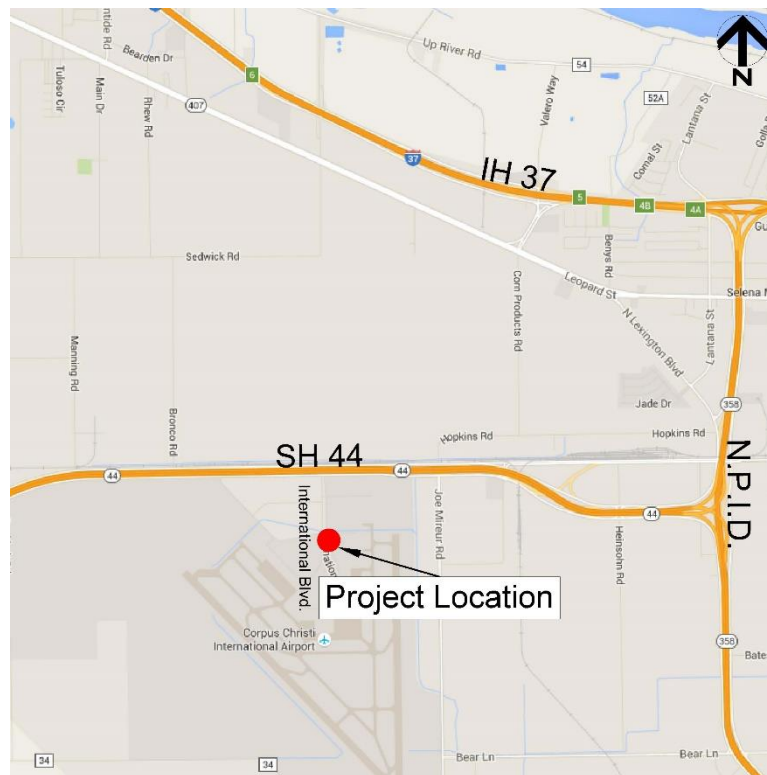 Bearden Dr
Tuloso Cir
Main Dr
Rhew Rd
6
407
Up River Rd
54
52A
Valero Way
Comal St
Lantana St
N
37
IH 37
5
4B
4A
Sedwick Rd
Benys Rd
Leopard St
Corn Products Rd
N Lexington Blvd
Lantana St
Manning Rd
Bronco Rd
Jade Dr
358
Hopkins Rd
Hopkins Rd
SH 44
44
44
44
N.P.I.D.
International Blvd.
Joe Mireur Rd
Heinsohn Rd
Project Location
Corpus Christi
International Airport
358
34
34
Bear Ln
Bear Ln